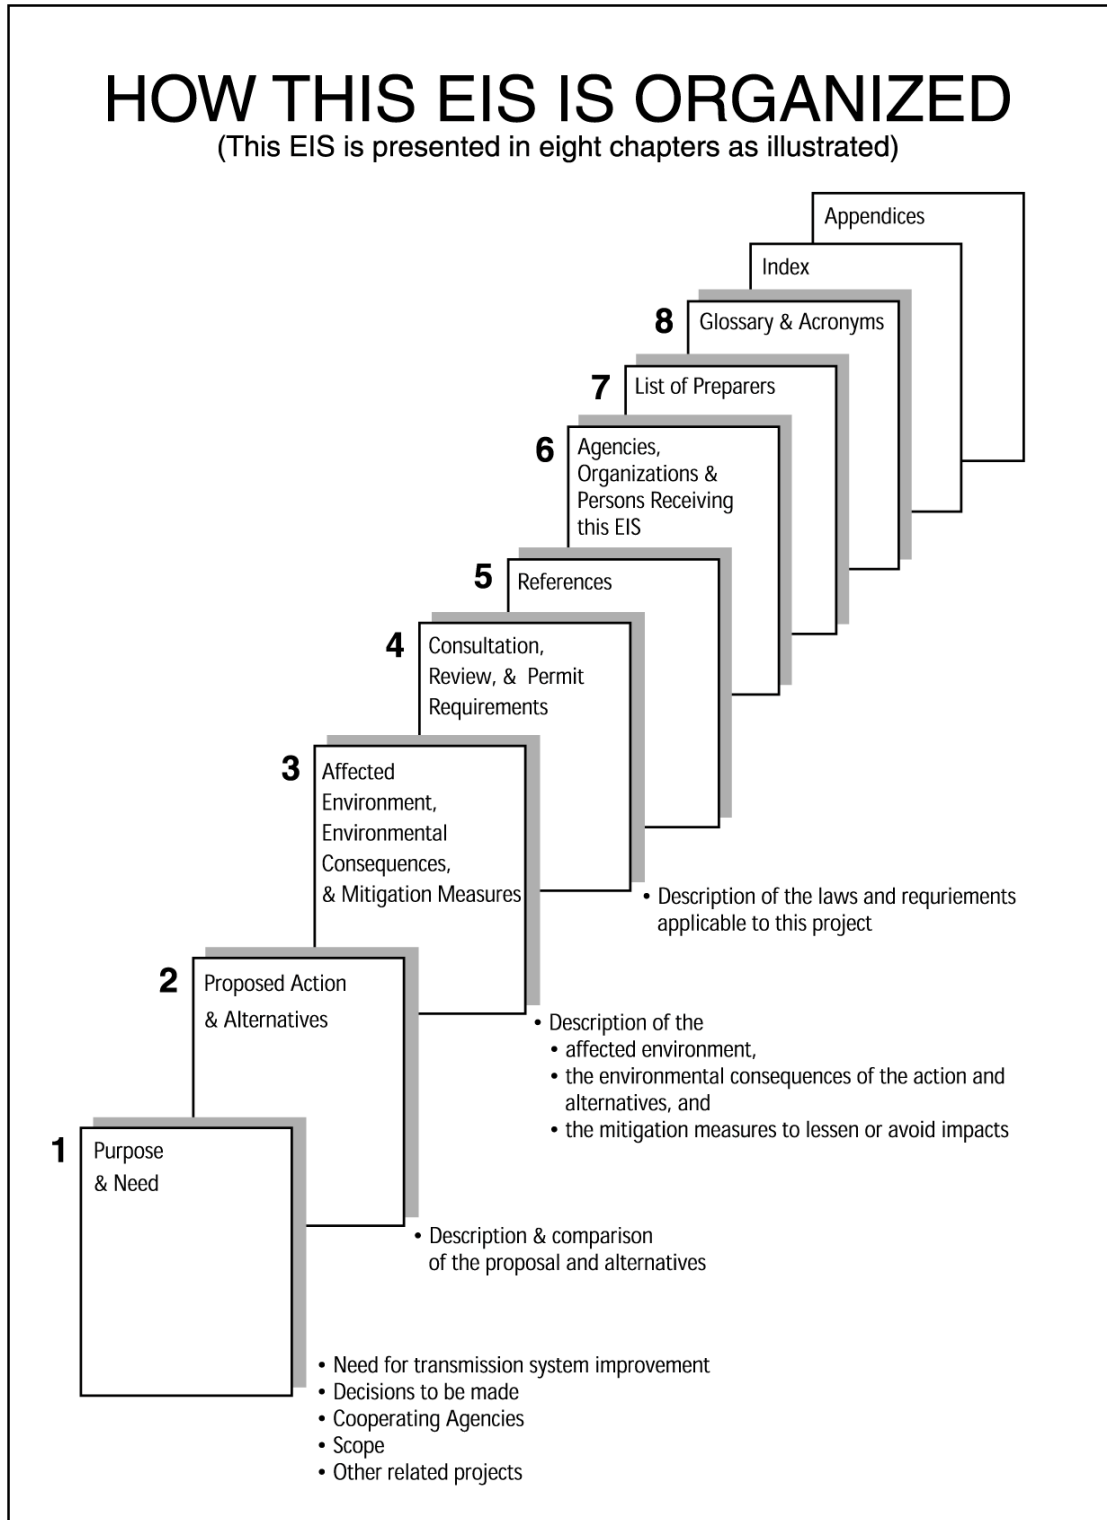 HOW THIS EIS IS ORGANIZED
(This EIS is presented in eight chapters as illustrated)
Appendices
Index
8 Glossary & Acronyms
7 List of Preparers
6 Agencies,
Organizations &
Persons Receiving
this EIS
5 References
4 Consultation,
Review, & Permit
Requirements
3 Affected
Environment,
Environmental
Consequences,
& Mitigation Measures
• Description of the laws and requriements
applicable to this project
2 Proposed Action
& Alternatives
• Description of the
• affected environment,
• the environmental consequences of the action and
alternatives, and
• the mitigation measures to lessen or avoid impacts
1 Purpose
& Need
• Description & comparison
of the proposal and alternatives
• Need for transmission system improvement
• Decisions to be made
• Cooperating Agencies
• Scope
• Other related projects